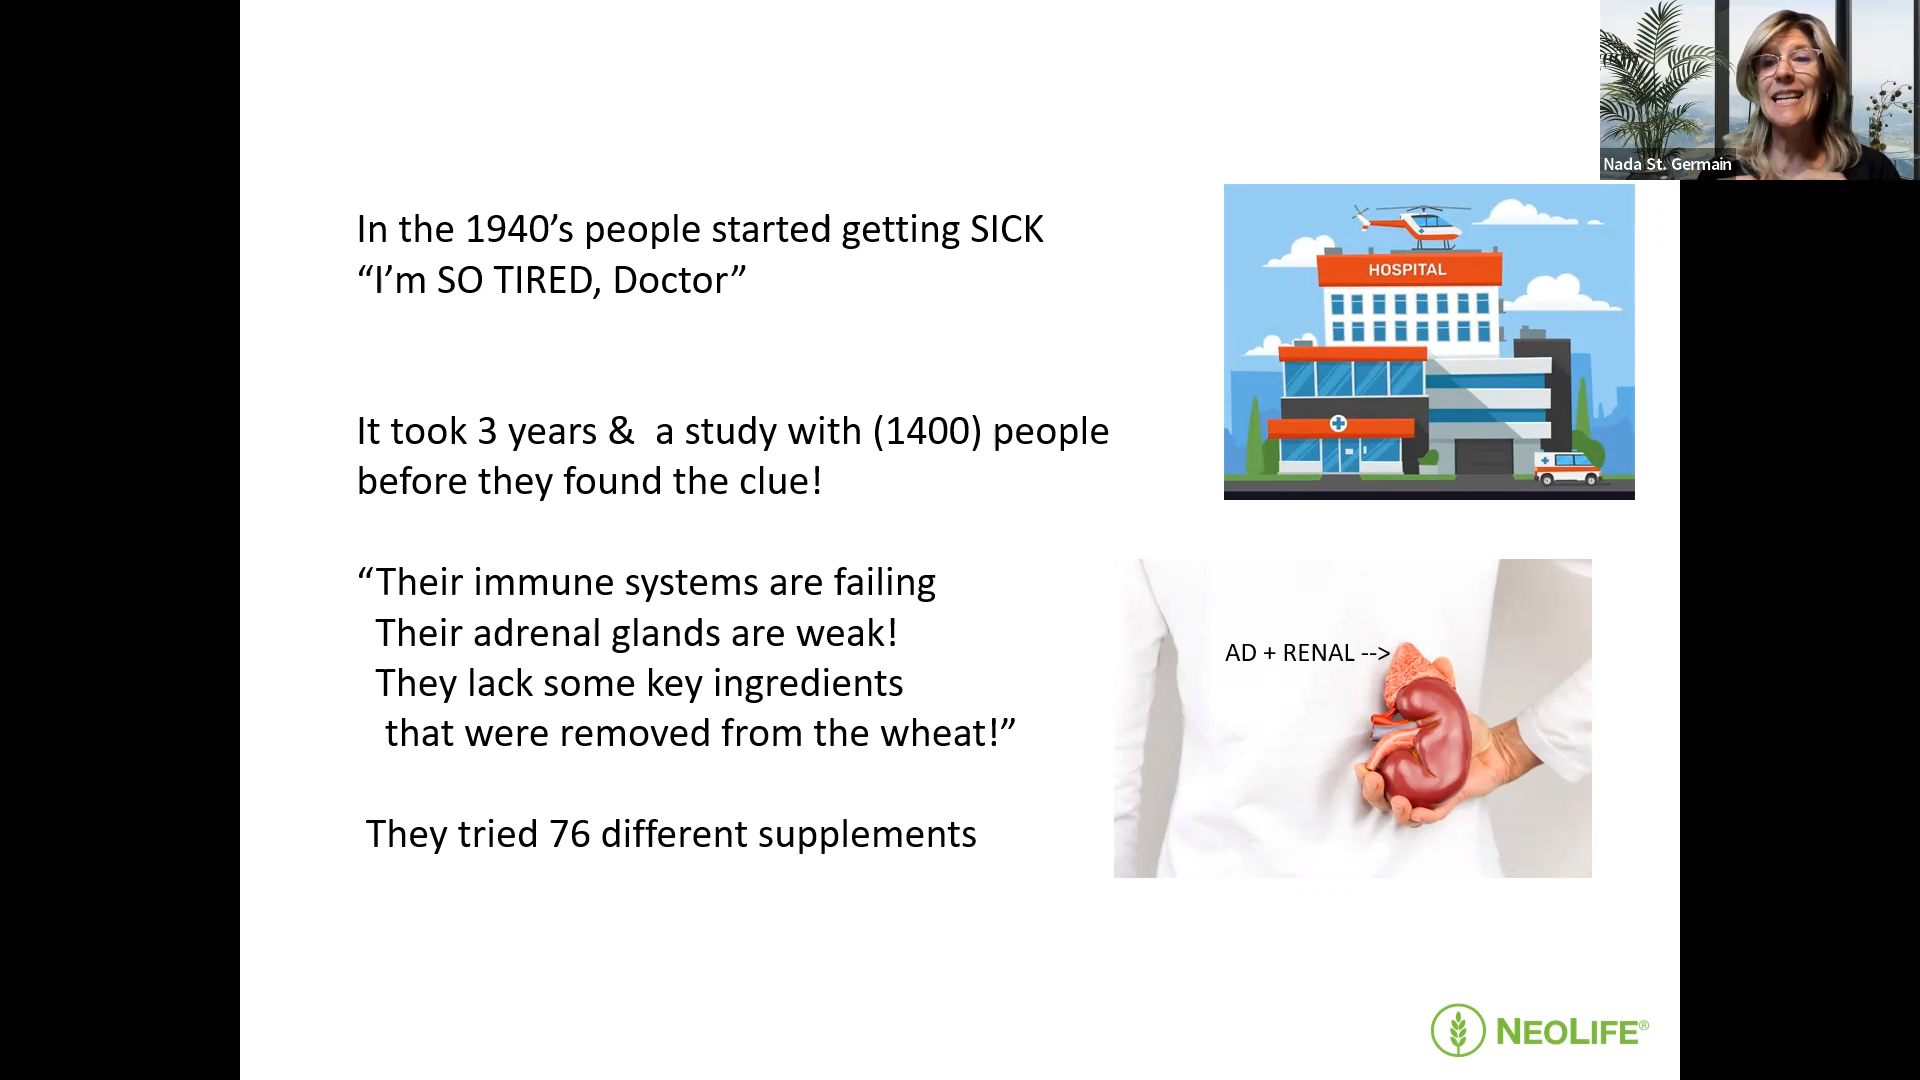 Nada St. Germain
In the 1940’s people started getting SICK
“I’m SO TIRED, Doctor”
HOSPITAL
It took 3 years &  a study with (1400) people
before they found the clue!
“Their immune systems are failing
Their adrenal glands are weak!
They lack some key ingredients
that were removed from the wheat!”
AD + RENAL -->
They tried 76 different supplements
NEOLIFE®